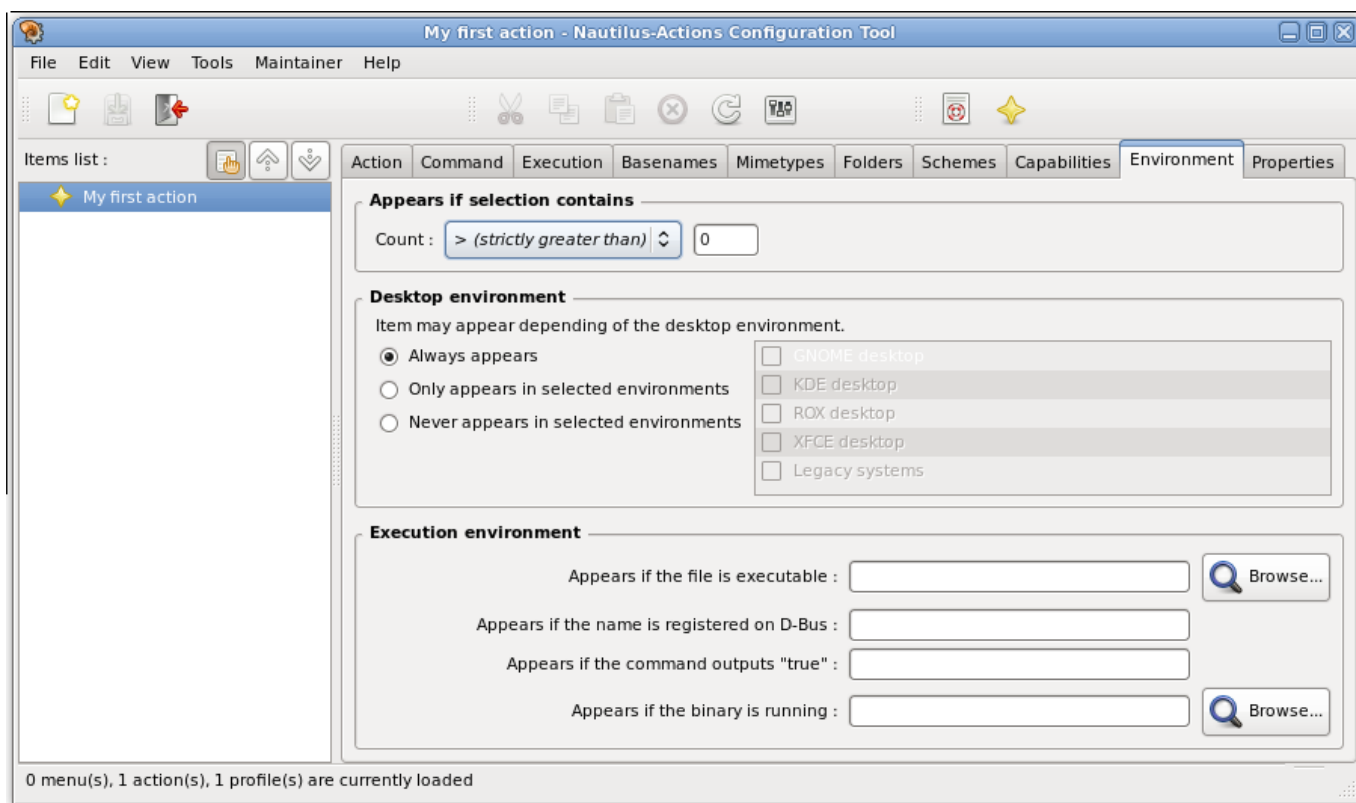 My first action - Nautilus-Actions Configuration Tool
File Edit View Tools Maintainer Help
Items list :
Action Command Execution Basenames Mimetypes Folders Schemes Capabilities Environment Properties
My first action
Appears if selection contains
Count : > (strictly greater than) 0
Desktop environment
Item may appear depending of the desktop environment.
Always appears
Only appears in selected environments
Never appears in selected environments
GNOME desktop
KDE desktop
ROX desktop
XFCE desktop
Legacy systems
Execution environment
Appears if the file is executable : Browse...
Appears if the name is registered on D-Bus :
Appears if the command outputs "true" :
Appears if the binary is running : Browse...
0 menu(s), 1 action(s), 1 profile(s) are currently loaded